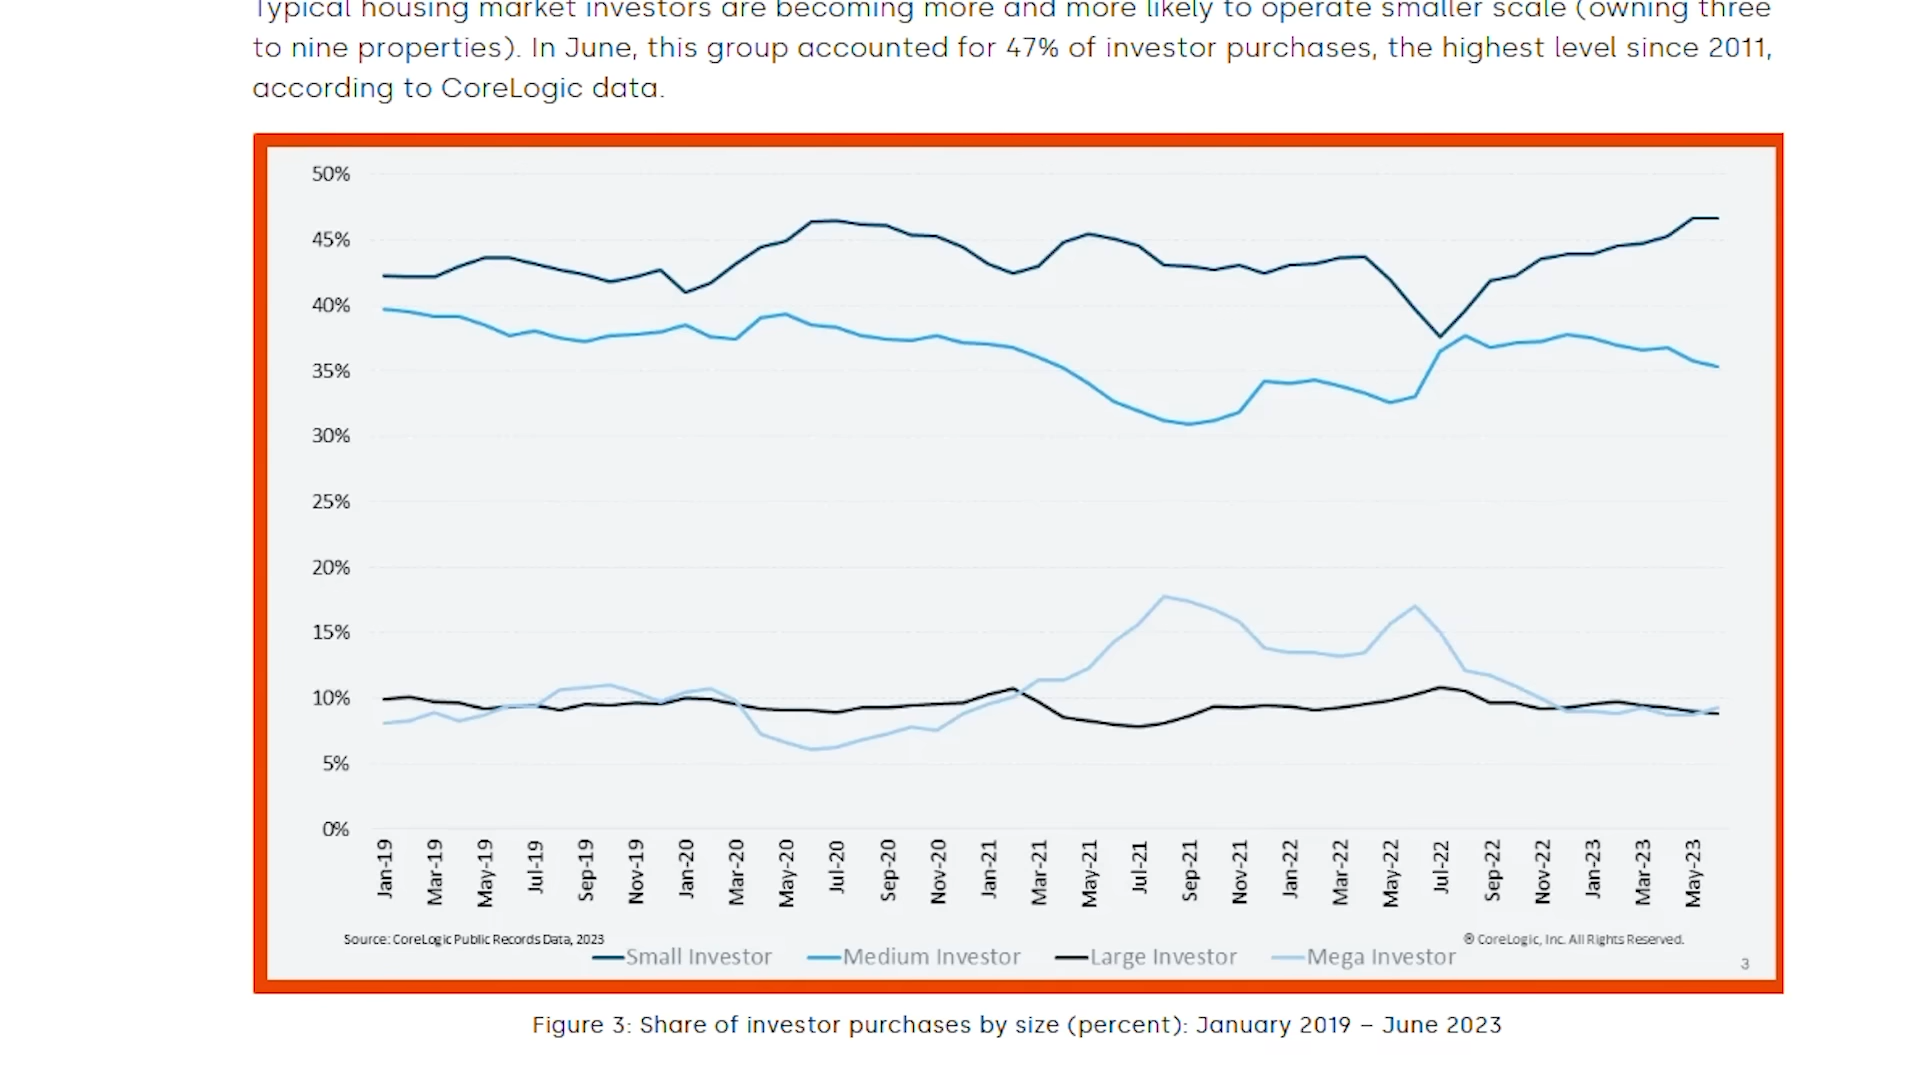 Typical housing market investors are becoming more and more likely to operate smaller scale (owning three
to nine properties). In June, this group accounted for 47% of investor purchases, the highest level since 2011,
according to CoreLogic data.
50%
45%
40%
35%
30%
25%
20%
15%
10%
5%
0%
Jan-19
Mar-19
May-19
Jul-19
Sep-19
Nov-19
Jan-20
Mar-20
May-20
Jul-20
Sep-20
Nov-20
Jan-21
Mar-21
May-21
Jul-21
Sep-21
Nov-21
Jan-22
Mar-22
May-22
Jul-22
Sep-22
Nov-22
Jan-23
Mar-23
May-23
Source: CoreLogic Public Records Data, 2023
® CoreLogic, Inc. All Rights Reserved.
Small Investor
Medium Investor
Large Investor
Mega Investor
3
Figure 3: Share of investor purchases by size (percent): January 2019 – June 2023